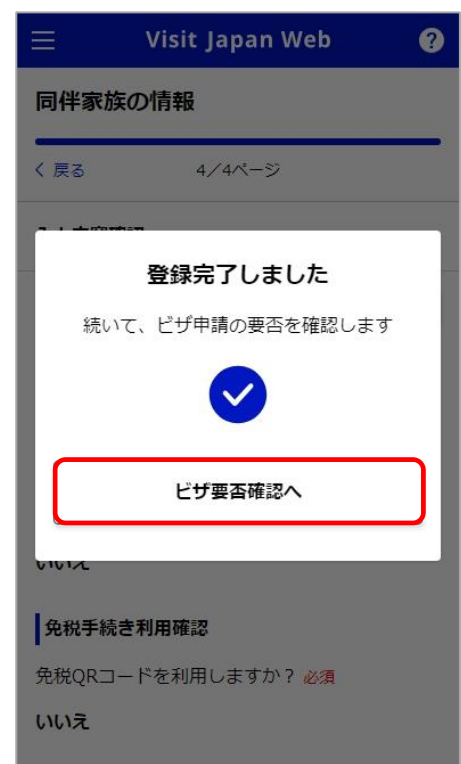 Visit Japan Web
?
同伴家族の情報
< 戻る 4/4ページ
登録完了しました
続いて、ビザ申請の要否を確認します
ビザ要否確認へ
いいえ
免税手続き利用確認
免税QRコードを利用しますか？ 必須
いいえ